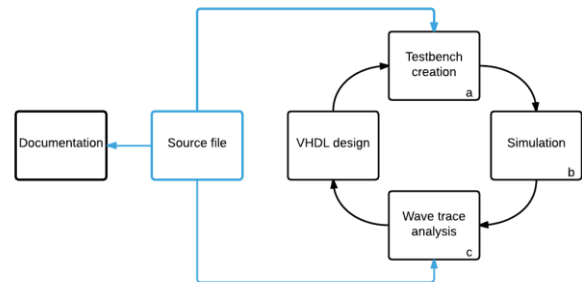 Testbench
creation
a
Documentation
Source file
VHDL design
Simulation
b
Wave trace
analysis
c